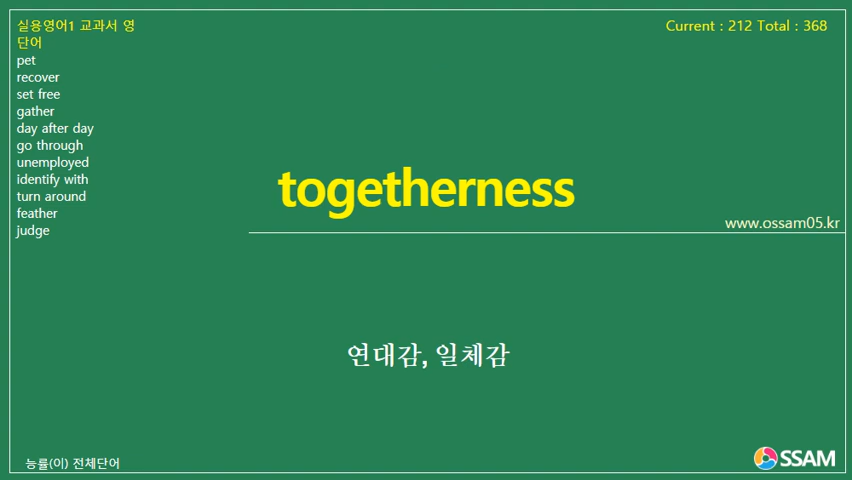 실용영어1 교과서 영
단어
Current : 212 Total : 368
pet
recover
set free
gather
day after day
go through
unemployed
identify with
turn around
feather
judge
togetherness
www.ossam05.kr
연대감, 일체감
능률(이) 전체단어
OSSAM